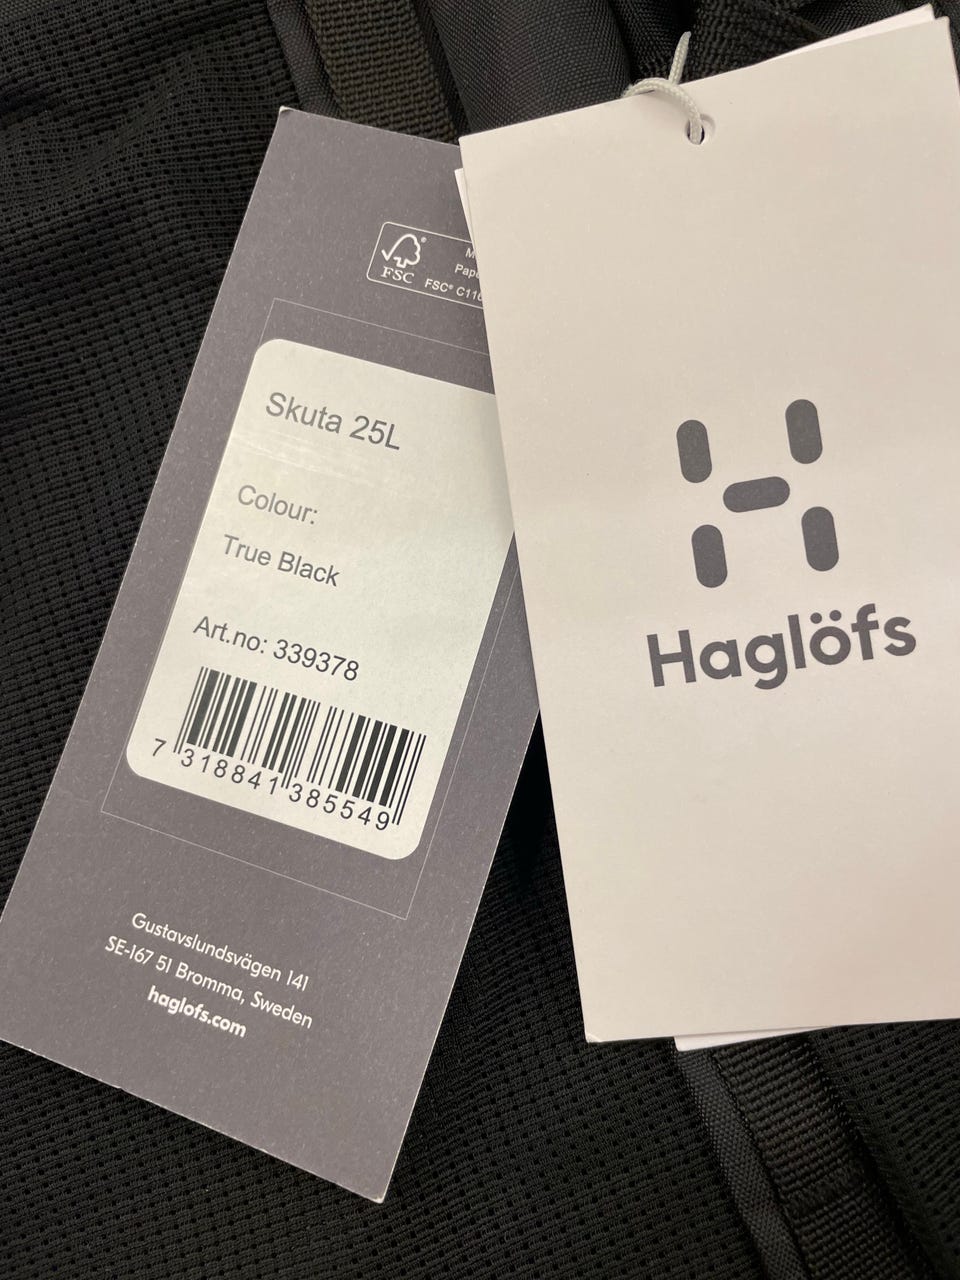 FSC
FSC®
Skuta 25L
Colour:
True Black
Art.no: 339378
7 318841 385549
Gustavslundsvägen 141
SE-167 51 Bromma, Sweden
haglofs.com
Haglöfs